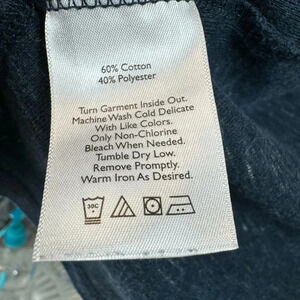 60% Cotton
40% Polyester
Turn Garment Inside Out.
Machine Wash Cold Delicate
With Like Colors.
Only Non-Chlorine
Bleach When Needed.
Tumble Dry Low.
Remove Promptly.
Warm Iron As Desired.
30C